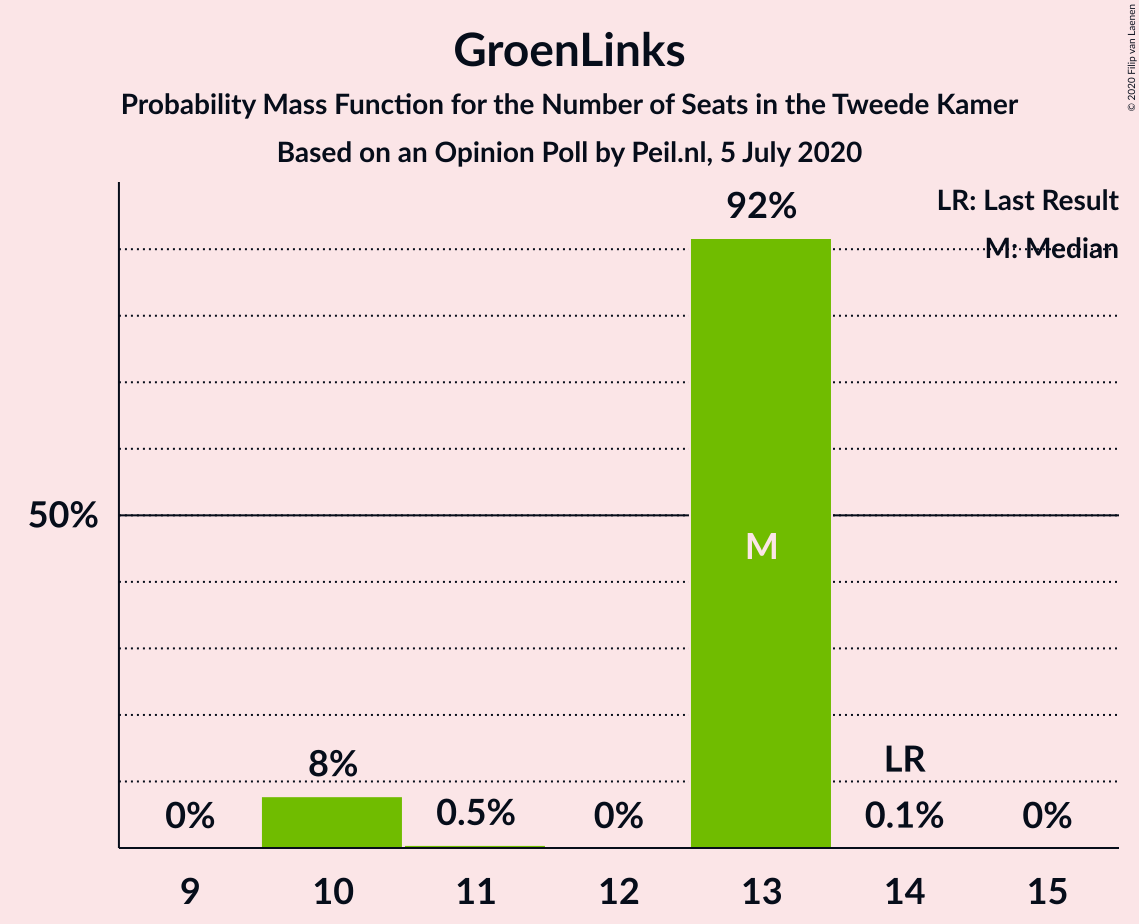 GroenLinks
Probability Mass Function for the Number of Seats in the Tweede Kamer
Based on an Opinion Poll by Peil.nl, 5 July 2020
© 2020 Filip van Laenen
LR: Last Result
M: Median
92%
50%
M
8%
LR
0%
0.5%
0%
0.1%
0%
9
10
11
12
13
14
15